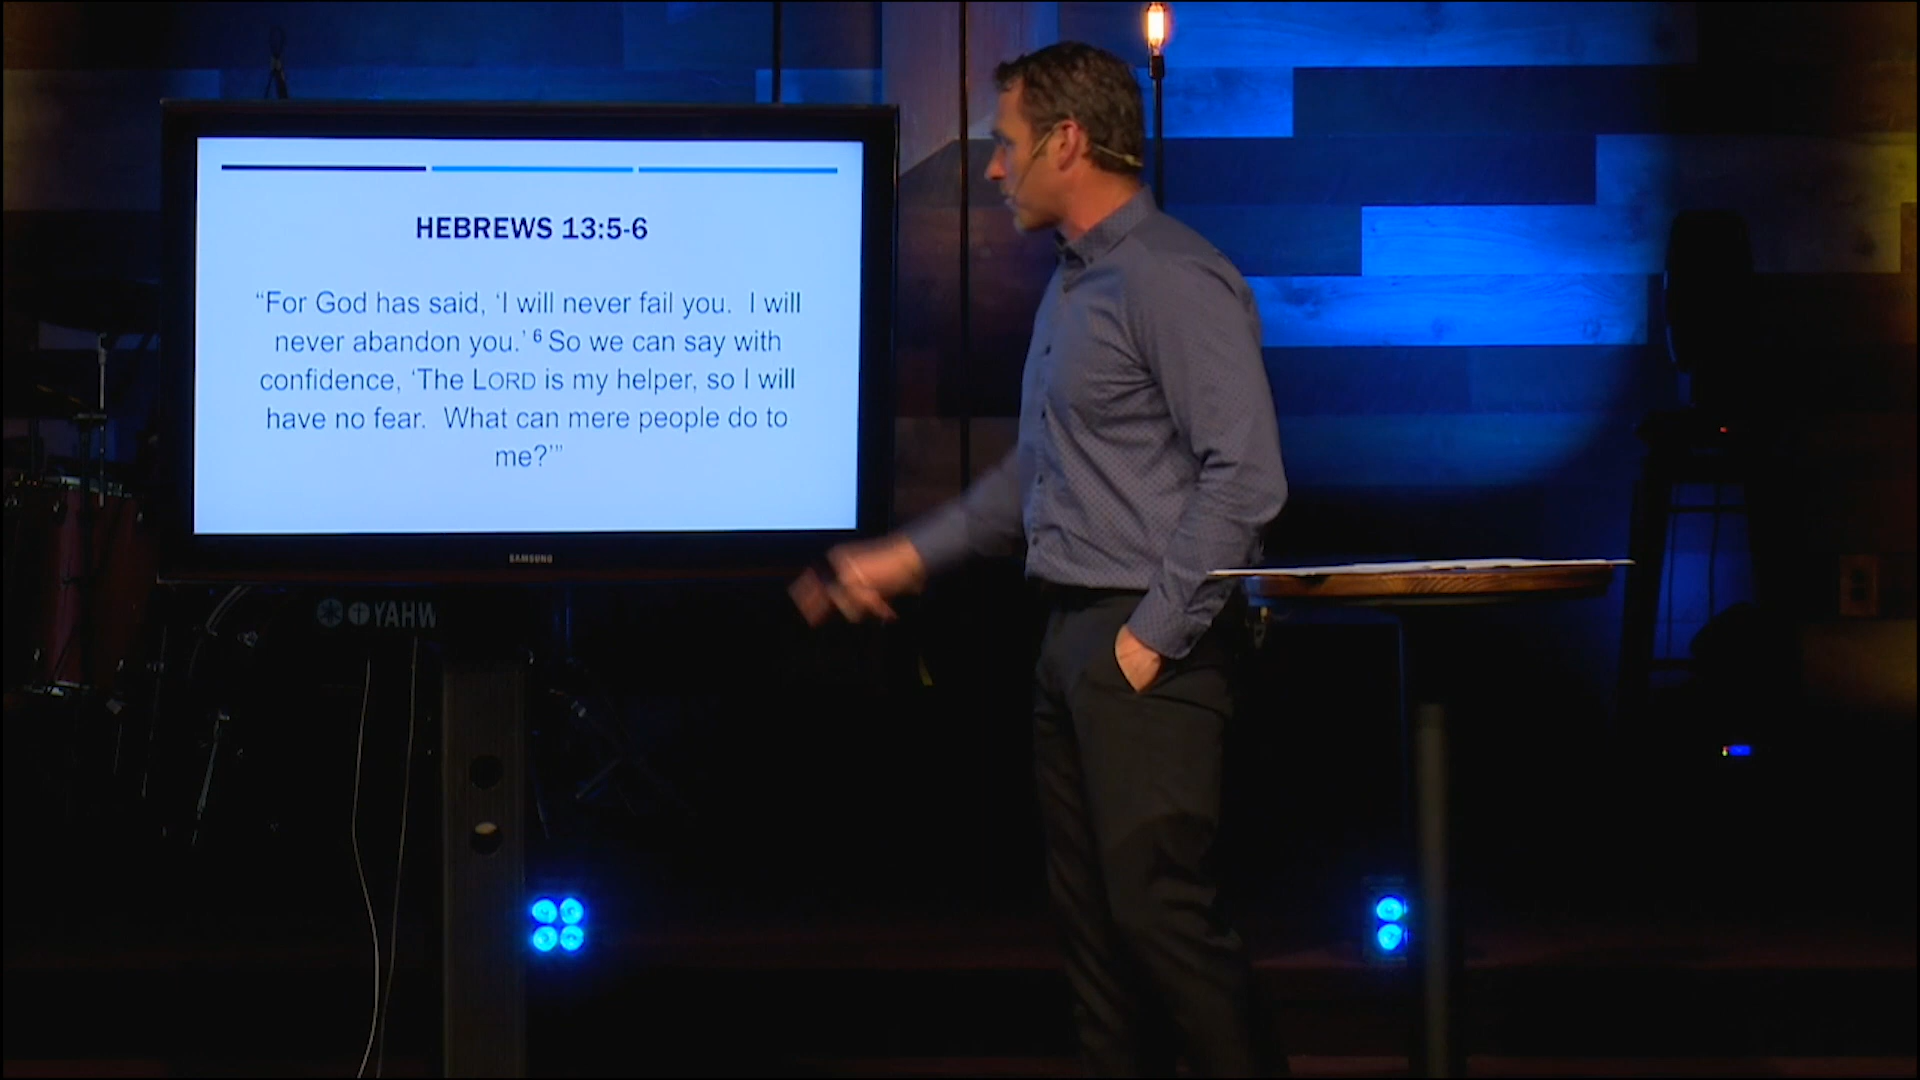 HEBREWS 13:5-6
“For God has said, ‘I will never fail you.  I will
never abandon you.’ ⁶ So we can say with
confidence, ‘The LORD is my helper, so I will
have no fear.  What can mere people do to
me?’”
SAMSUNG
YAHW